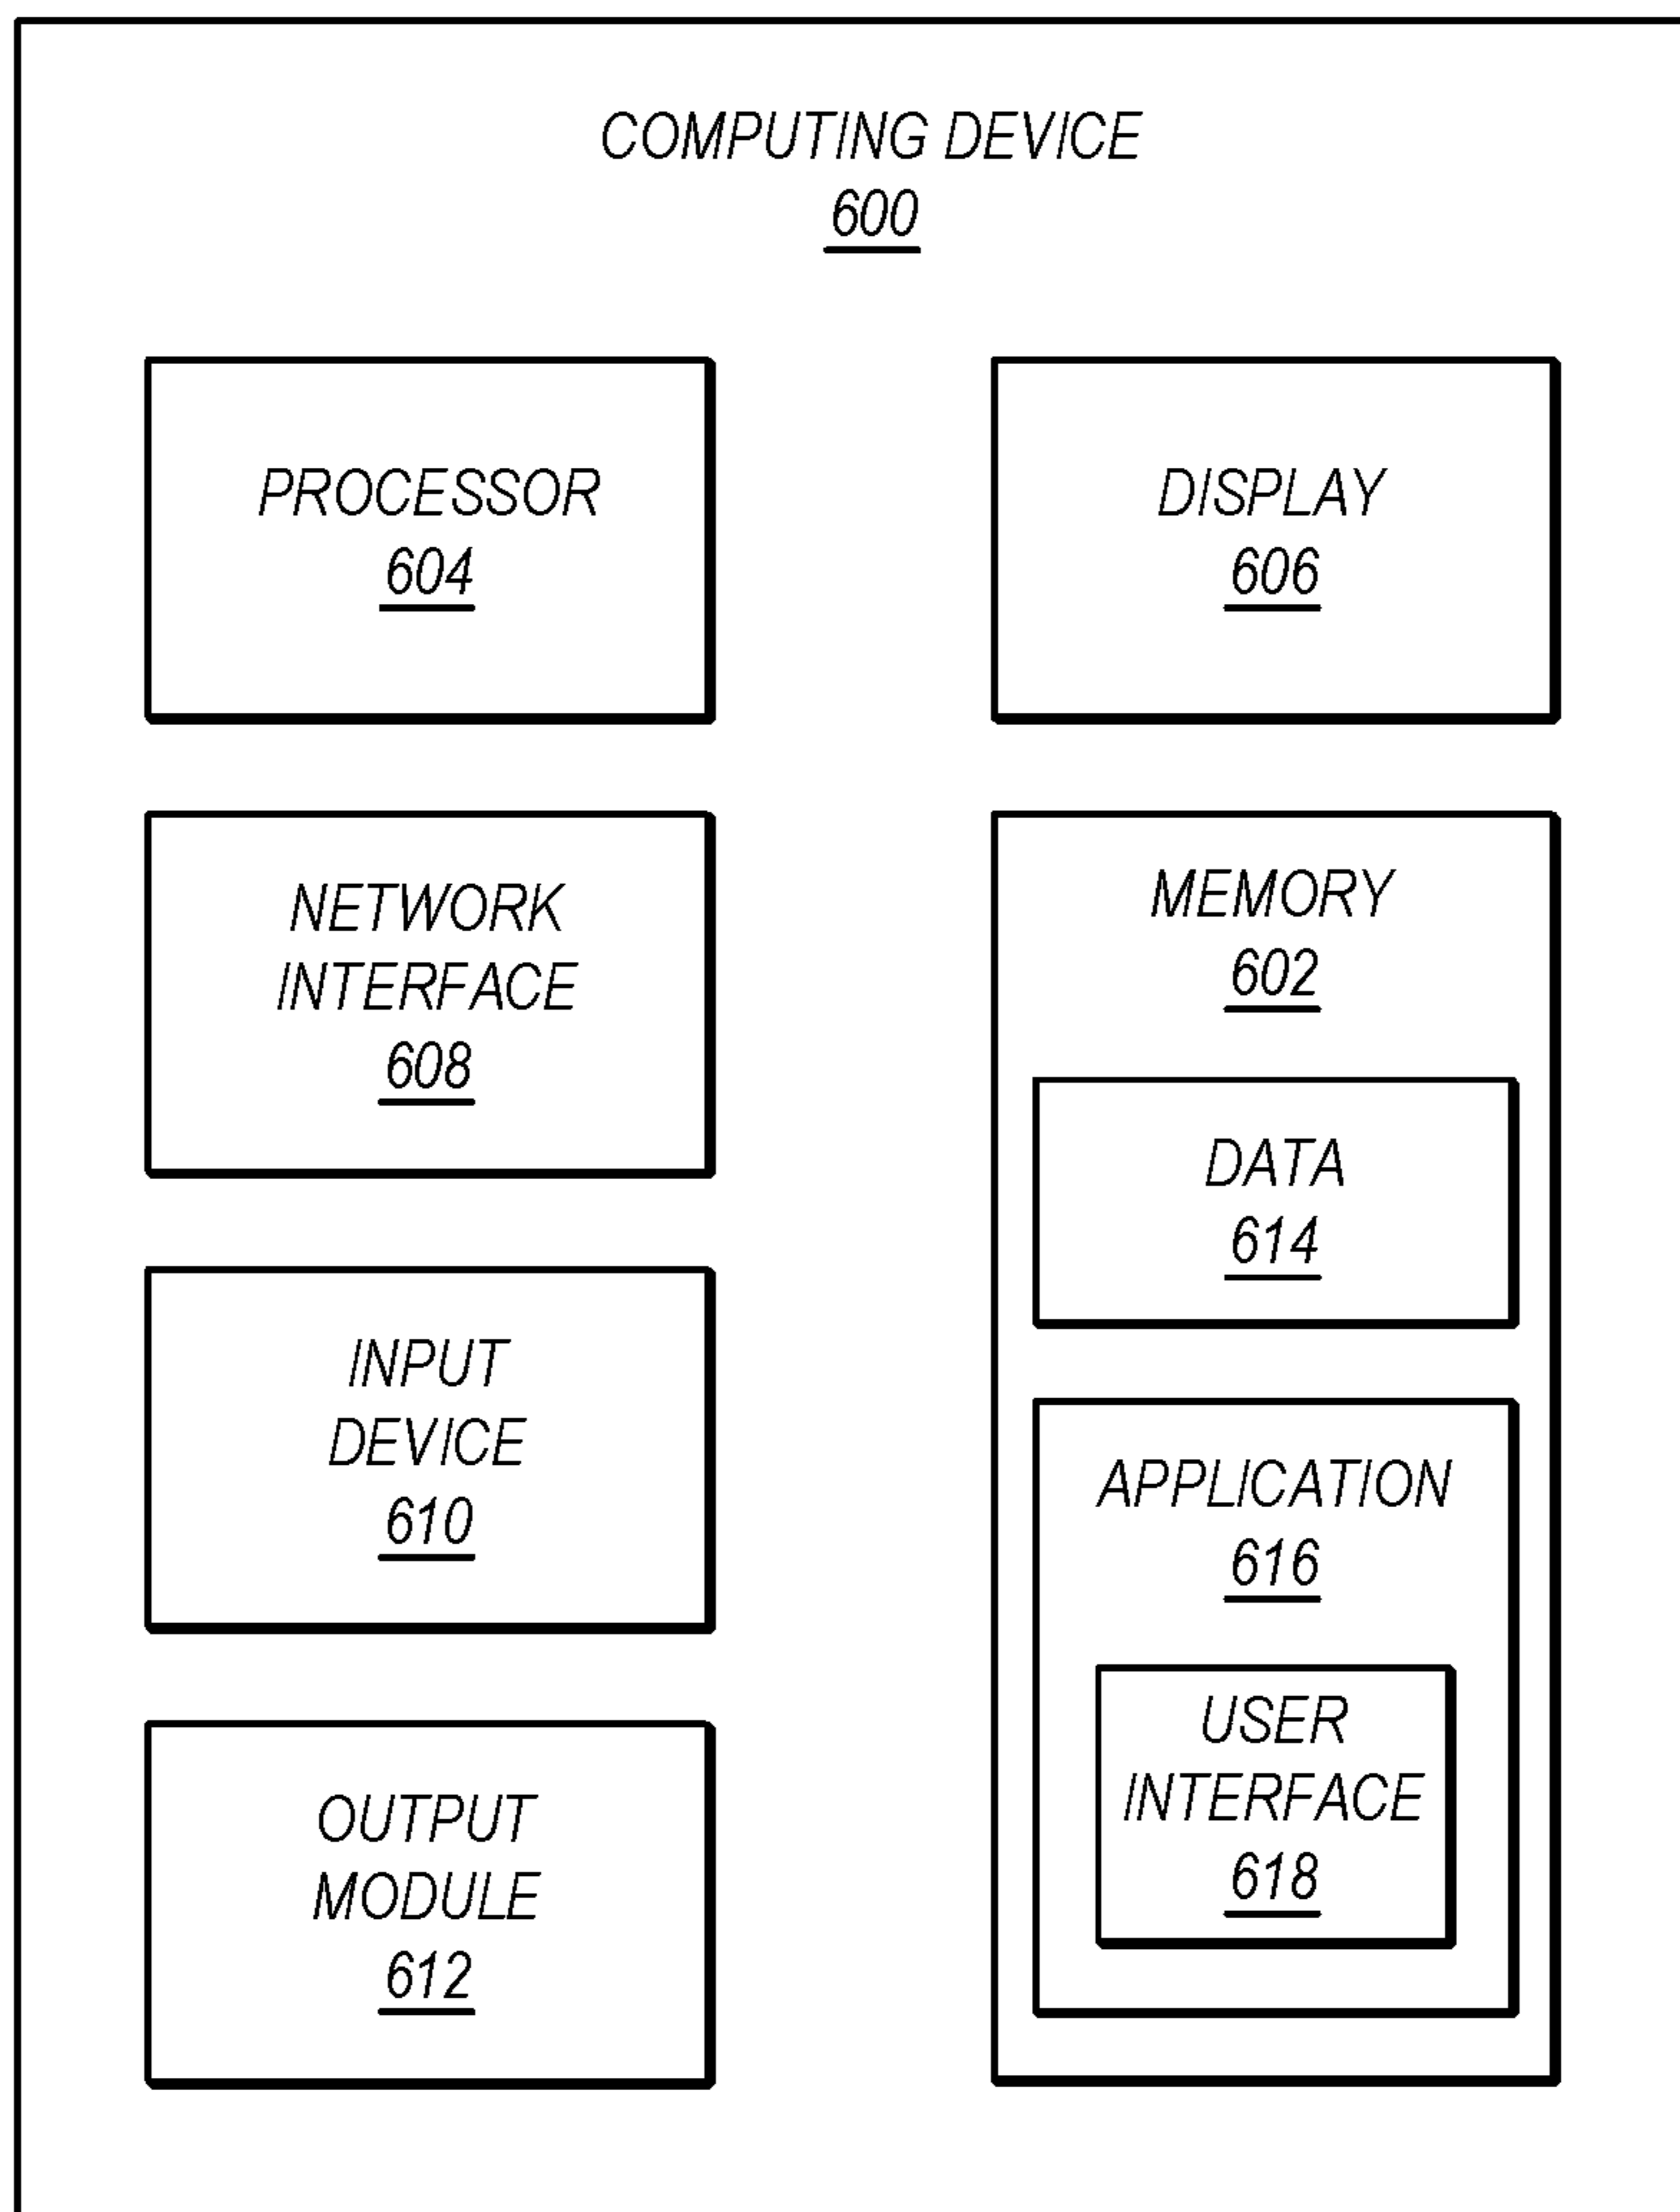 COMPUTING DEVICE
600
PROCESSOR
604
DISPLAY
606
NETWORK
INTERFACE
608
MEMORY
602
DATA
614
INPUT
DEVICE
610
APPLICATION
616
USER
INTERFACE
618
OUTPUT
MODULE
612